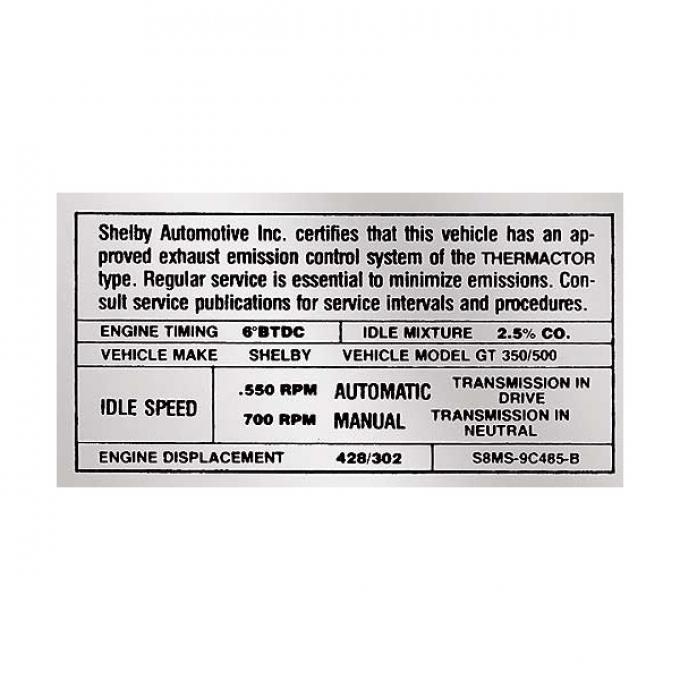 Shelby Automotive Inc. certifies that this vehicle has an ap-
proved exhaust emission control system of the THERMACTOR
type. Regular service is essential to minimize emissions. Con-
sult service publications for service intervals and procedures.
ENGINE TIMING 6°BTDC IDLE MIXTURE 2.5% CO.
VEHICLE MAKE SHELBY VEHICLE MODEL GT 350/500
IDLE SPEED
.550 RPM AUTOMATIC TRANSMISSION IN
DRIVE
700 RPM MANUAL TRANSMISSION IN
NEUTRAL
ENGINE DISPLACEMENT 428/302 S8MS-9C485-B